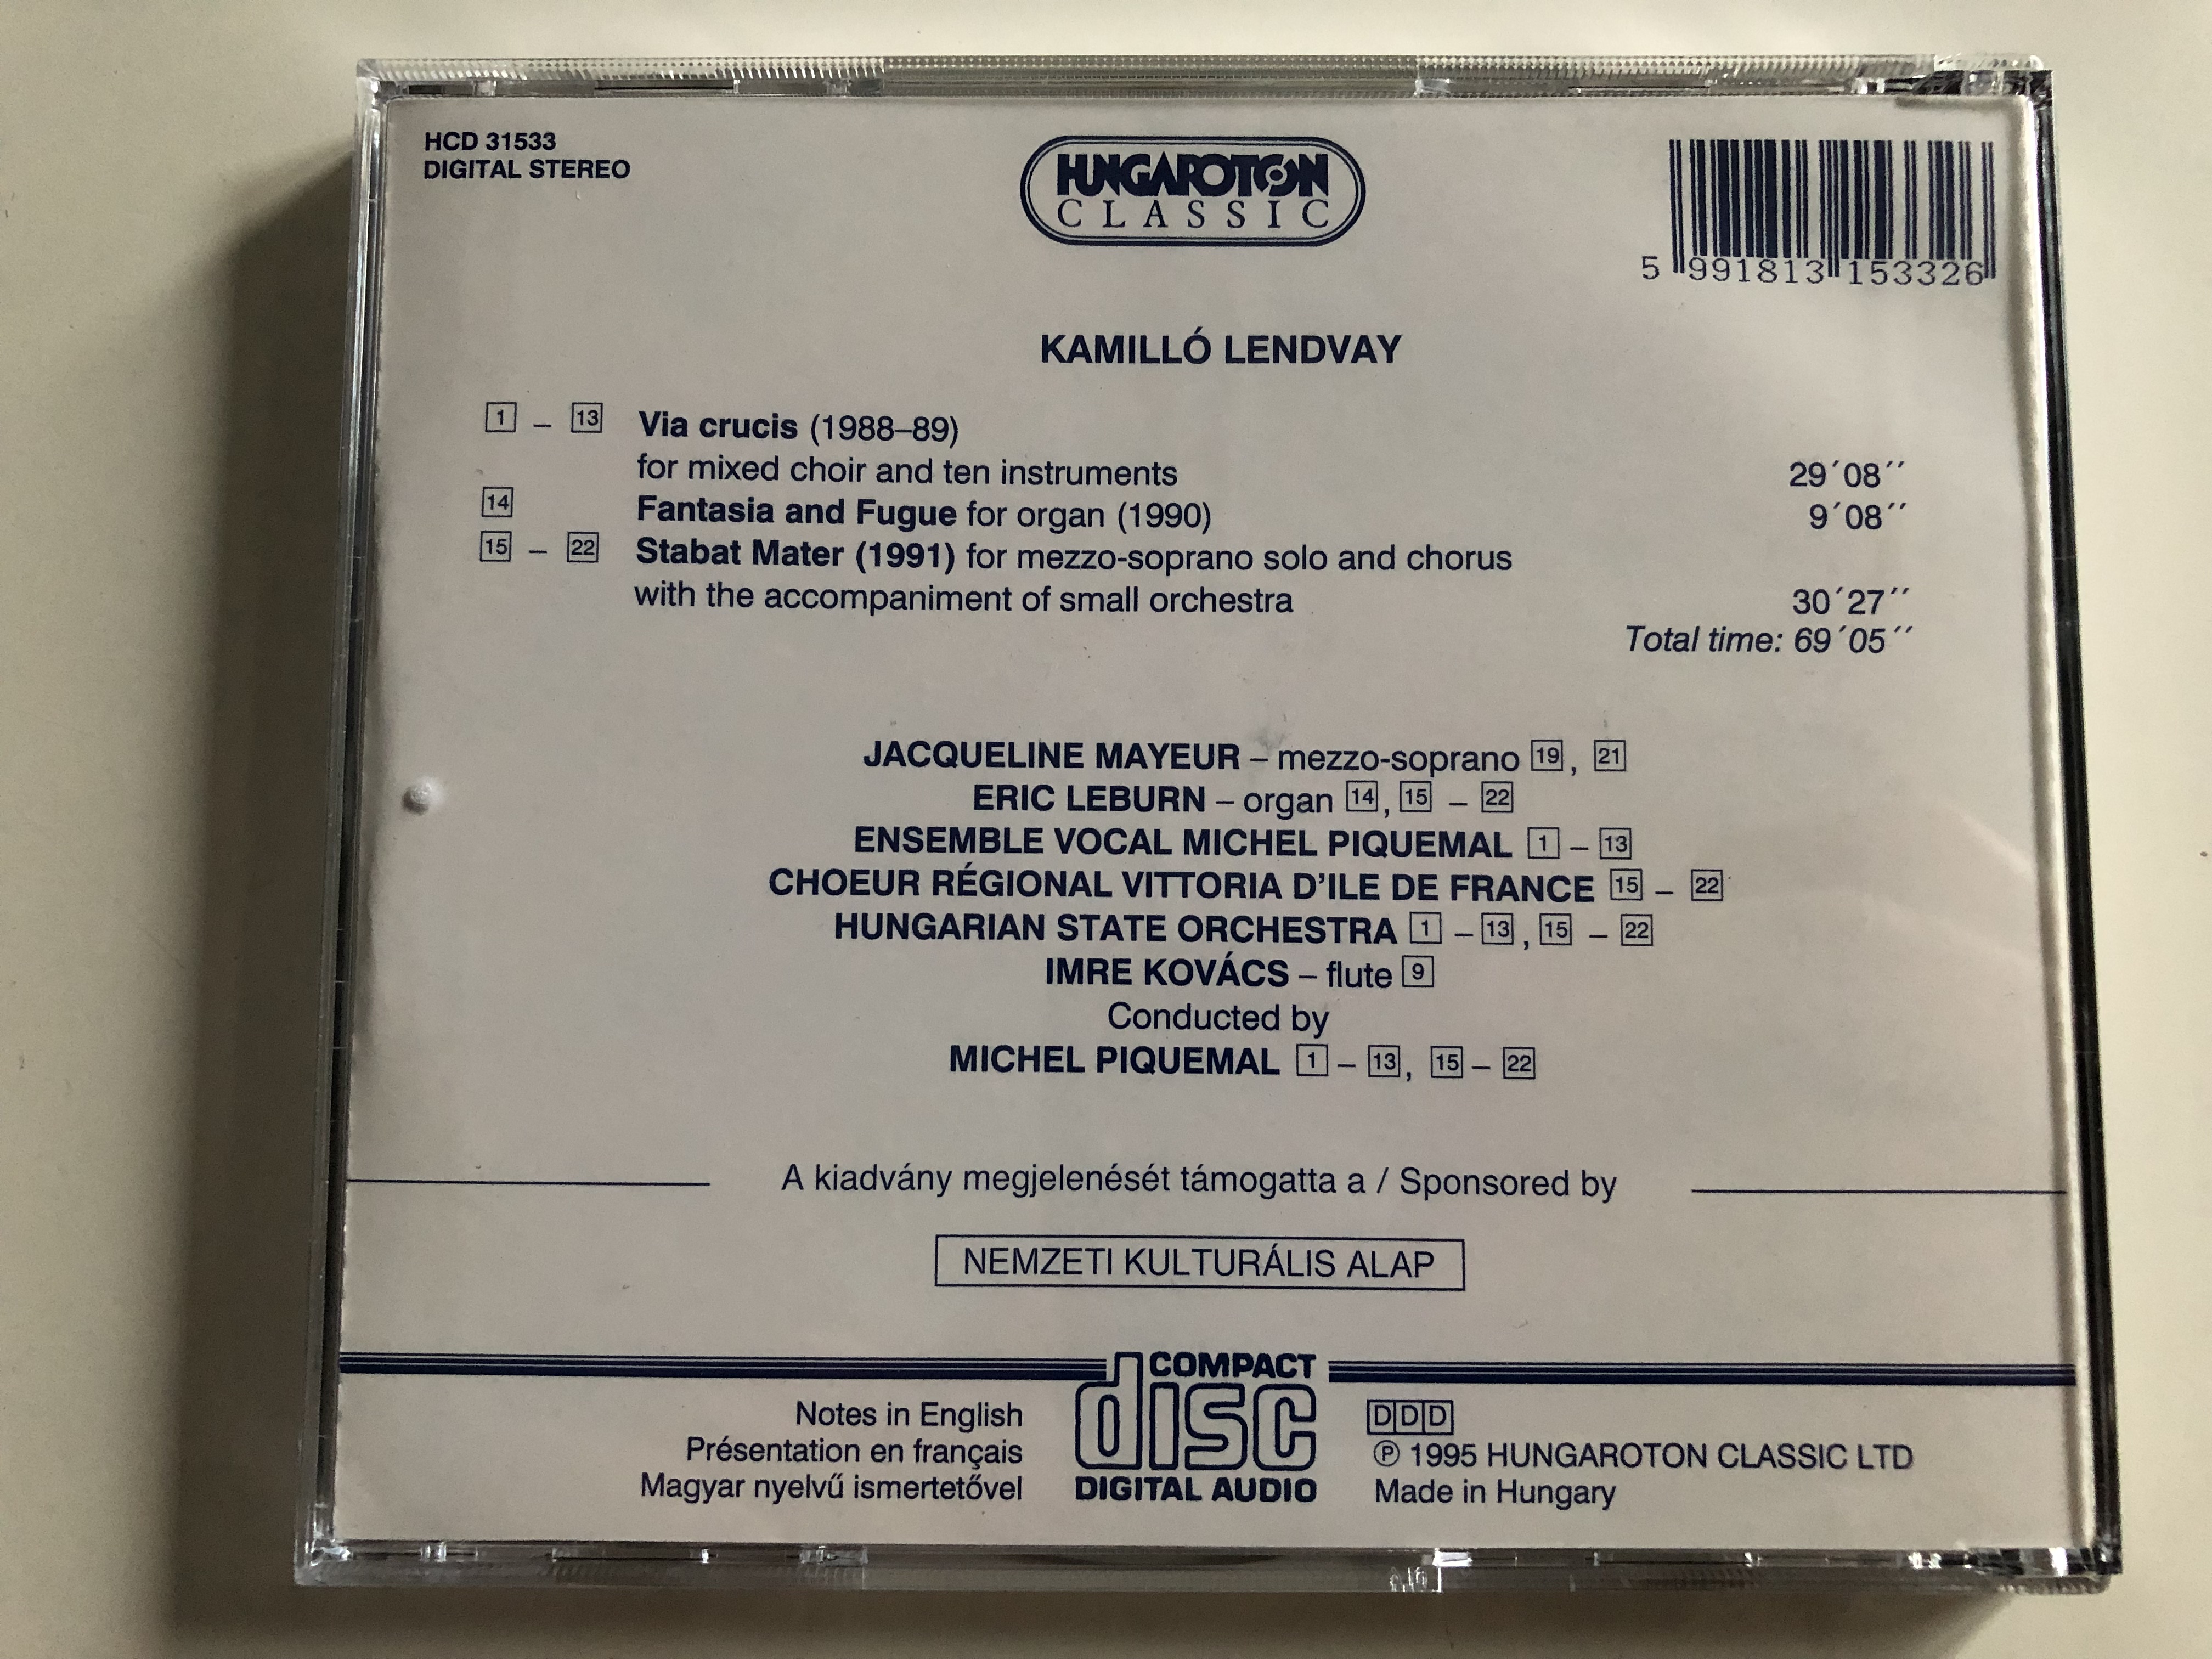 HCD 31533
DIGITAL STEREO
HUNGAROTON
CLASSIC
5 991813 153326
KAMILLÓ LENDVAY
1 – 13 Via crucis (1988–89)
for mixed choir and ten instruments 29´08´´
14 Fantasia and Fugue for organ (1990) 9´08´´
15 – 22 Stabat Mater (1991) for mezzo-soprano solo and chorus
with the accompaniment of small orchestra 30´27´´
Total time: 69´05´´
JACQUELINE MAYEUR – mezzo-soprano 19, 21
ERIC LEBURN – organ 14, 15 – 22
ENSEMBLE VOCAL MICHEL PIQUEMAL 1 – 13
CHOEUR RÉGIONAL VITTORIA D'ILE DE FRANCE 15 – 22
HUNGARIAN STATE ORCHESTRA 1 – 13, 15 – 22
IMRE KOVÁCS – flute 9
Conducted by
MICHEL PIQUEMAL 1 – 13, 15 – 22
A kiadvány megjelenését támogatta a / Sponsored by
NEMZETI KULTURÁLIS ALAP
Notes in English
Présentation en français
Magyar nyelvű ismertetővel
COMPACT
disc
DIGITAL AUDIO
DDD
℗ 1995 HUNGAROTON CLASSIC LTD
Made in Hungary